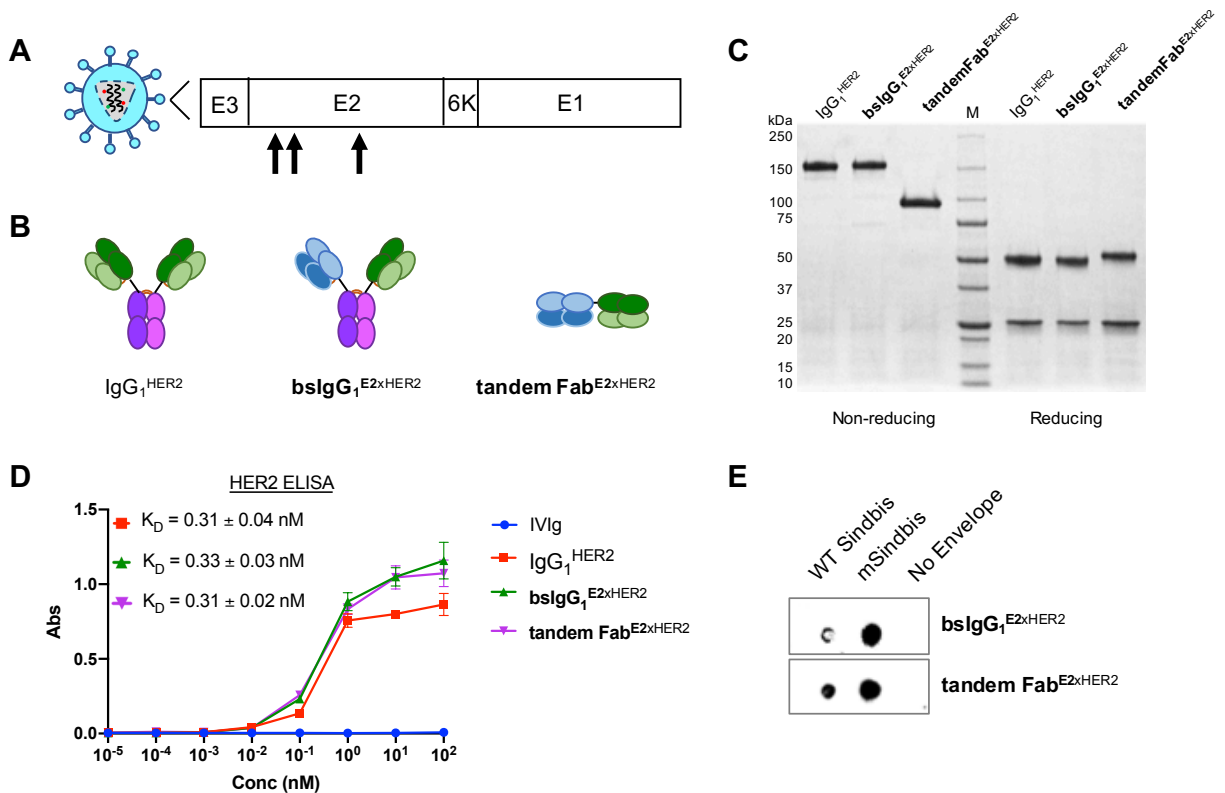 A
E3 E2 6K E1
B
IgG₁ᴴᴱᴿ²
bsIgG₁ᴱ²ˣᴴᴱᴿ²
tandem Fabᴱ²ˣᴴᴱᴿ²
C
IgG₁ᴴᴱᴿ² bsIgG₁ᴱ²ˣᴴᴱᴿ² tandemFabᴱ²ˣᴴᴱᴿ² M IgG₁ᴴᴱᴿ² bsIgG₁ᴱ²ˣᴴᴱᴿ² tandemFabᴱ²ˣᴴᴱᴿ²
kDa
250
150
100
75
50
37
25
20
15
10
Non-reducing Reducing
D
HER2 ELISA
K_D = 0.31 ± 0.04 nM
K_D = 0.33 ± 0.03 nM
K_D = 0.31 ± 0.02 nM
Abs
1.5
1.0
0.5
0.0
10⁻⁵ 10⁻⁴ 10⁻³ 10⁻² 10⁻¹ 10⁰ 10¹ 10²
Conc (nM)
IVIg
IgG₁ᴴᴱᴿ²
bsIgG₁ᴱ²ˣᴴᴱᴿ²
tandem Fabᴱ²ˣᴴᴱᴿ²
E
WT Sindbis mSindbis No Envelope
bsIgG₁ᴱ²ˣᴴᴱᴿ²
tandem Fabᴱ²ˣᴴᴱᴿ²